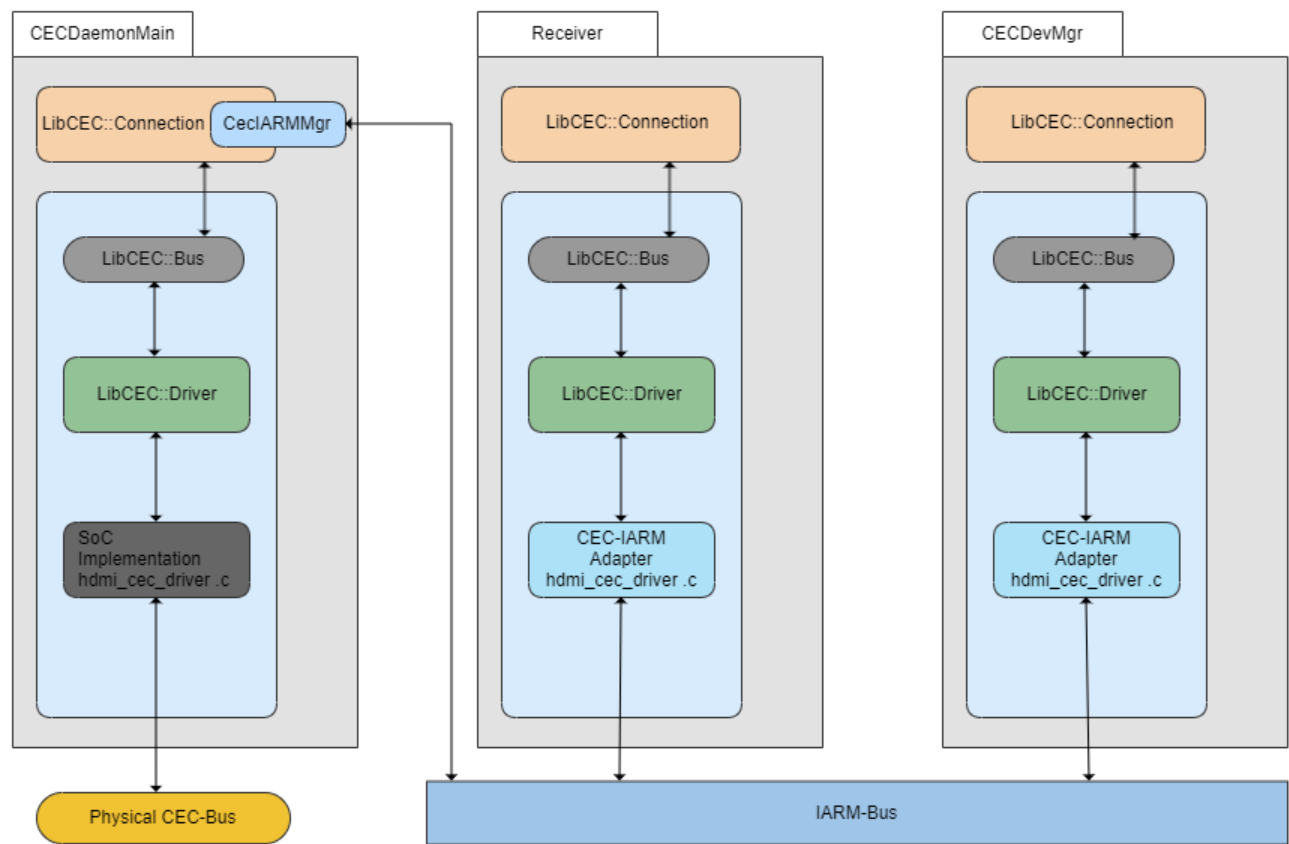 CECDaemonMain
LibCEC::Connection
CecIARMMgr
LibCEC::Bus
LibCEC::Driver
SoC
Implementation
hdmi_cec_driver .c
Physical CEC-Bus
Receiver
LibCEC::Connection
LibCEC::Bus
LibCEC::Driver
CEC-IARM
Adapter
hdmi_cec_driver .c
CECDevMgr
LibCEC::Connection
LibCEC::Bus
LibCEC::Driver
CEC-IARM
Adapter
hdmi_cec_driver .c
IARM-Bus